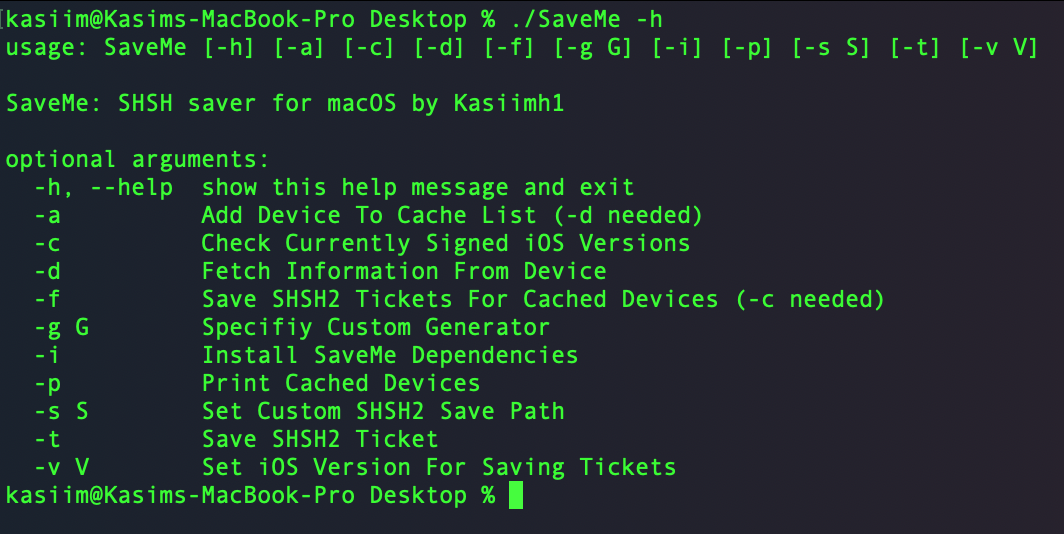 kasiim@Kasims-MacBook-Pro Desktop % ./SaveMe -h
usage: SaveMe [-h] [-a] [-c] [-d] [-f] [-g G] [-i] [-p] [-s S] [-t] [-v V]
SaveMe: SHSH saver for macOS by Kasiimh1
optional arguments:
-h, --help  show this help message and exit
-a          Add Device To Cache List (-d needed)
-c          Check Currently Signed iOS Versions
-d          Fetch Information From Device
-f          Save SHSH2 Tickets For Cached Devices (-c needed)
-g G        Specifiy Custom Generator
-i          Install SaveMe Dependencies
-p          Print Cached Devices
-s S        Set Custom SHSH2 Save Path
-t          Save SHSH2 Ticket
-v V        Set iOS Version For Saving Tickets
kasiim@Kasims-MacBook-Pro Desktop %